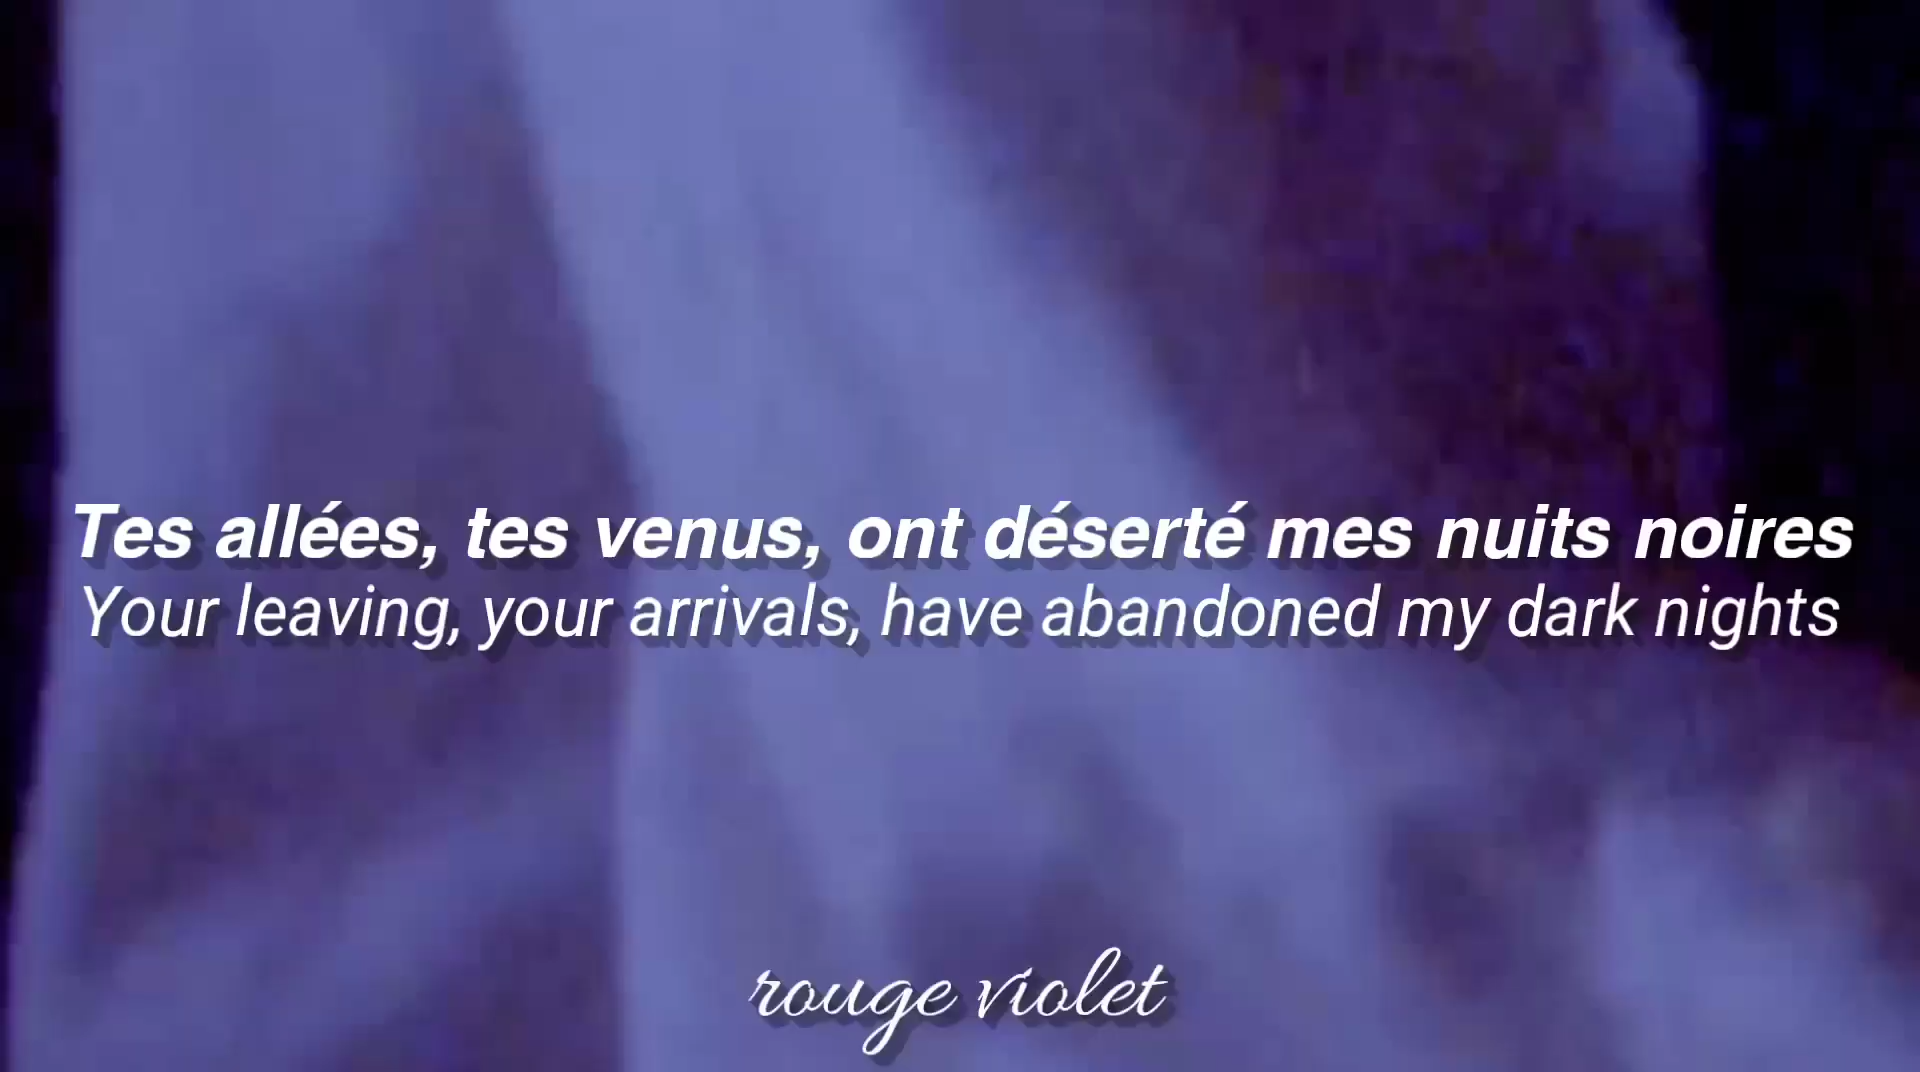 Tes allées, tes venus, ont déserté mes nuits noires
Your leaving, your arrivals, have abandoned my dark nights
rouge violet